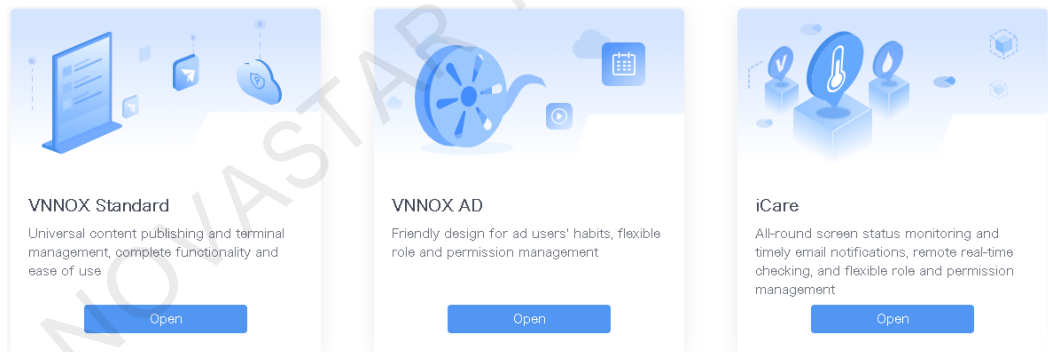 VNNOX Standard
Universal content publishing and terminal
management, complete functionality and
ease of use
Open
VNNOX AD
Friendly design for ad users' habits, flexible
role and permission management
Open
iCare
All-round screen status monitoring and
timely email notifications, remote real-time
checking, and flexible role and permission
management
Open
NOVASTAR